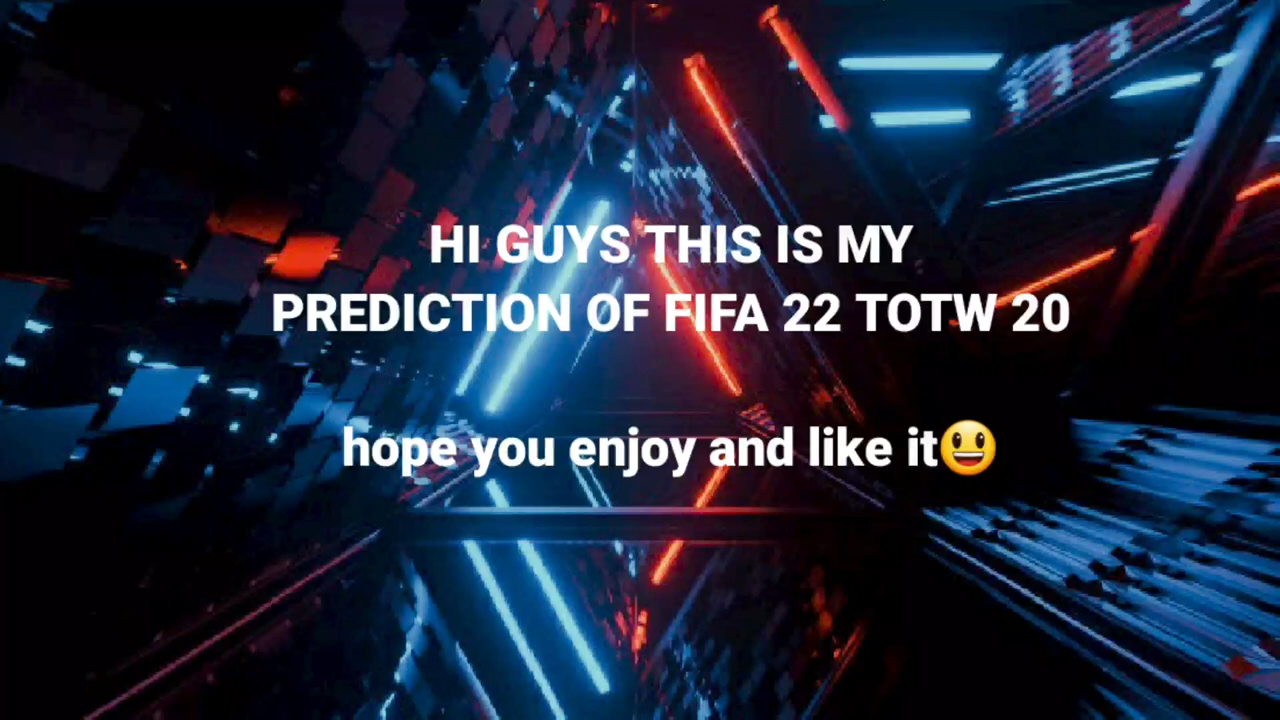 HI GUYS THIS IS MY
PREDICTION OF FIFA 22 TOTW 20
hope you enjoy and like it😃